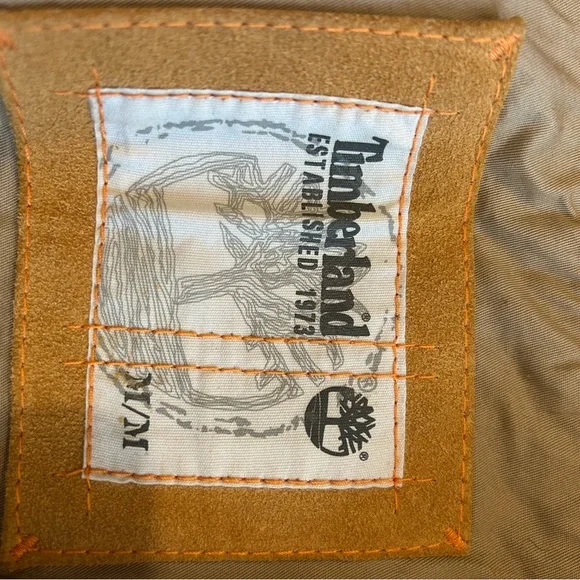 Timberland®
ESTABLISHED 1973
®
M/M
®